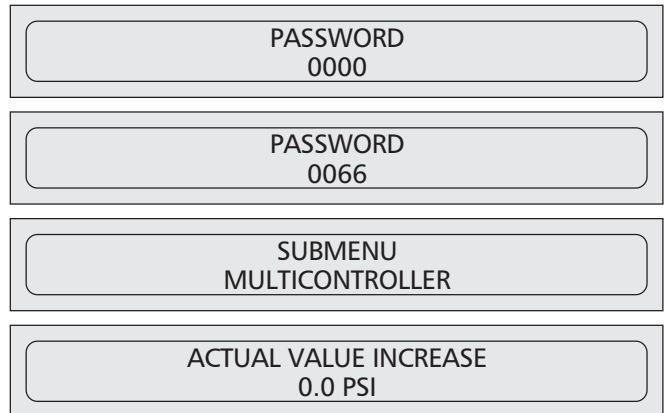 PASSWORD
0000
PASSWORD
0066
SUBMENU
MULTICONTROLLER
ACTUAL VALUE INCREASE
0.0 PSI